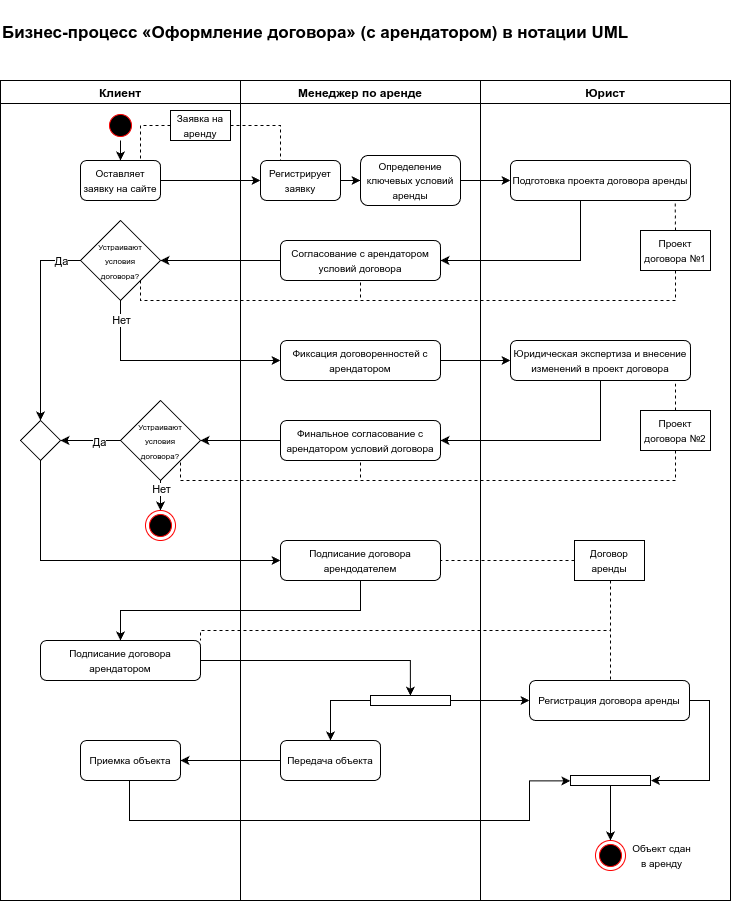 Бизнес-процесс «Оформление договора» (с арендатором) в нотации UML
Клиент
Менеджер по аренде
Юрист
Заявка на
аренду
Оставляет
заявку на сайте
Регистрирует
заявку
Определение
ключевых условий
аренды
Подготовка проекта договора аренды
Устраивают
условия
договора?
Да
Нет
Согласование с арендатором
условий договора
Проект
договора №1
Фиксация договоренностей с
арендатором
Юридическая экспертиза и внесение
изменений в проект договора
Устраивают
условия
договора?
Да
Нет
Финальное согласование с
арендатором условий договора
Проект
договора №2
Подписание договора
арендодателем
Договор
аренды
Подписание договора
арендатором
Регистрация договора аренды
Приемка объекта
Передача объекта
Объект сдан
в аренду